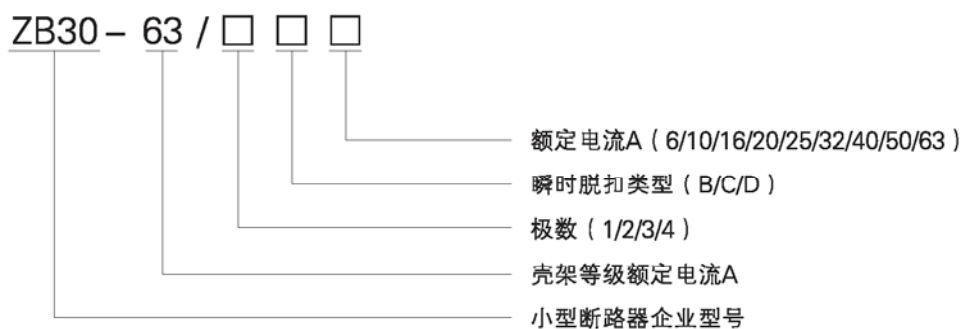 ZB30-63/□ □ □
额定电流A（6/10/16/20/25/32/40/50/63）
瞬时脱扣类型（B/C/D）
极数（1/2/3/4）
壳架等级额定电流A
小型断路器企业型号